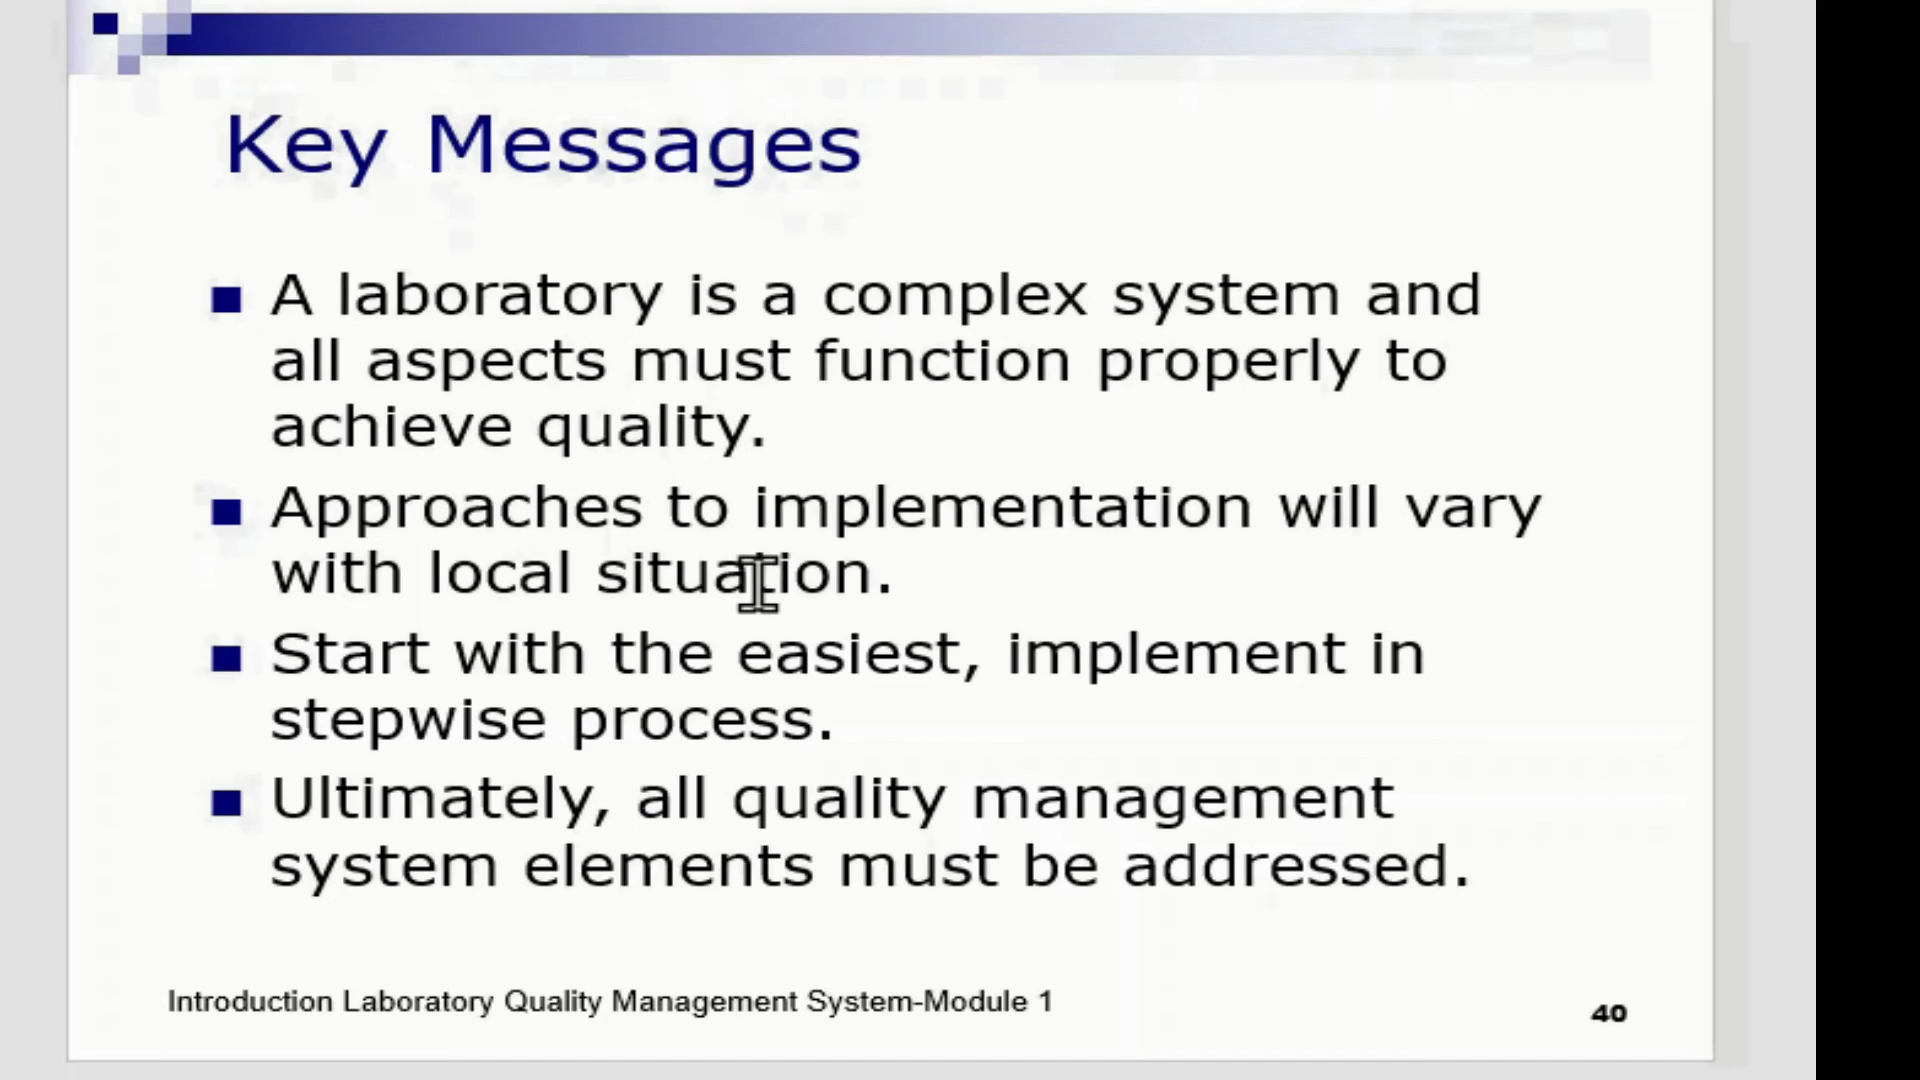 Key Messages
A laboratory is a complex system and
all aspects must function properly to
achieve quality.
Approaches to implementation will vary
with local situation.
Start with the easiest, implement in
stepwise process.
Ultimately, all quality management
system elements must be addressed.
Introduction Laboratory Quality Management System-Module 1
40